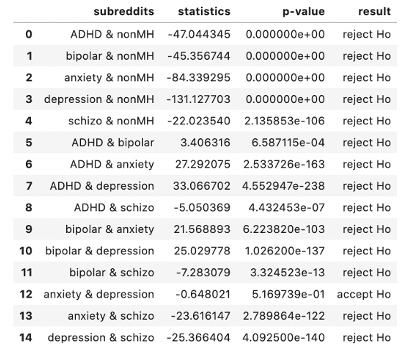 subreddits statistics p-value result
0 ADHD & nonMH -47.044345 0.000000e+00 reject Ho
1 bipolar & nonMH -45.356744 0.000000e+00 reject Ho
2 anxiety & nonMH -84.339295 0.000000e+00 reject Ho
3 depression & nonMH -131.127703 0.000000e+00 reject Ho
4 schizo & nonMH -22.023540 2.135853e-106 reject Ho
5 ADHD & bipolar 3.406316 6.587115e-04 reject Ho
6 ADHD & anxiety 27.292075 2.533726e-163 reject Ho
7 ADHD & depression 33.066702 4.552947e-238 reject Ho
8 ADHD & schizo -5.050369 4.432453e-07 reject Ho
9 bipolar & anxiety 21.568893 6.223820e-103 reject Ho
10 bipolar & depression 25.029778 1.026200e-137 reject Ho
11 bipolar & schizo -7.283079 3.324523e-13 reject Ho
12 anxiety & depression -0.648021 5.169739e-01 accept Ho
13 anxiety & schizo -23.616147 2.789864e-122 reject Ho
14 depression & schizo -25.366404 4.092500e-140 reject Ho